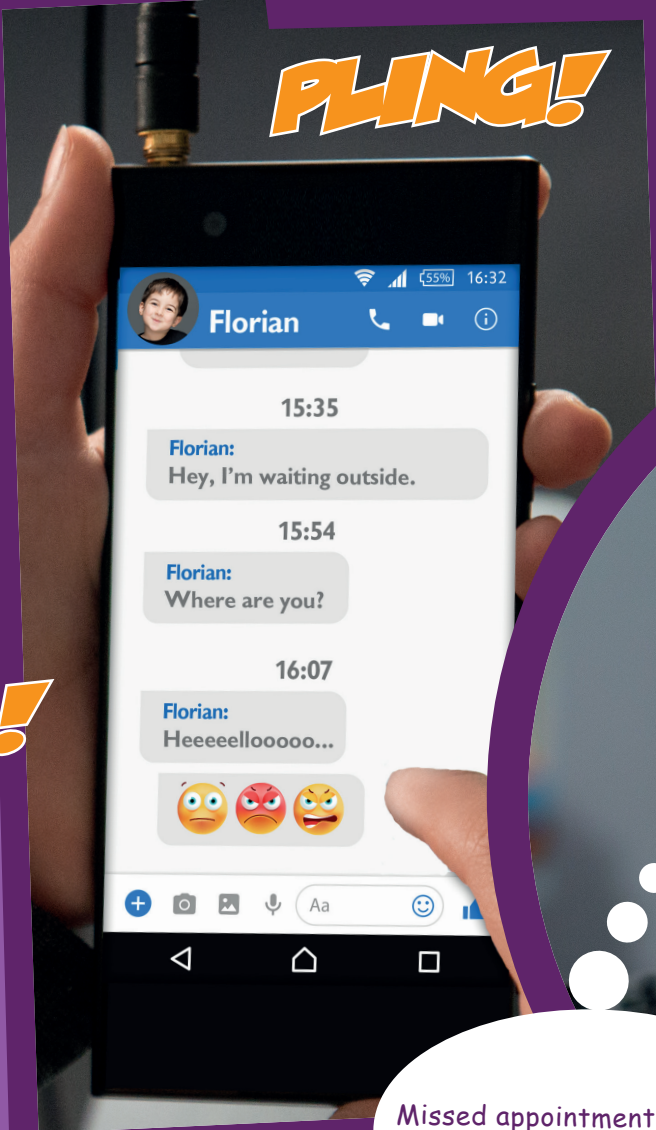 PLING!
55% 16:32
Florian
15:35
Florian:
Hey, I'm waiting outside.
15:54
Florian:
Where are you?
16:07
Florian:
Heeeeellooooo...
!
Aa
Missed appointment